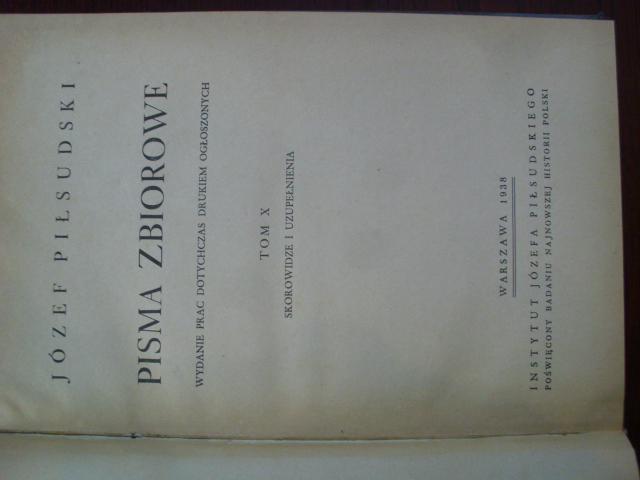 JÓZEF PIŁSUDSKI
PISMA ZBIOROWE
WYDANIE PRAC DOTYCHCZAS DRUKIEM OGŁOSZONYCH
TOM X
SKOROWIDZE I UZUPEŁNIENIA
WARSZAWA 1938
INSTYTUT JÓZEFA PIŁSUDSKIEGO
POŚWIĘCONY BADANIU NAJNOWSZEJ HISTORII POLSKI